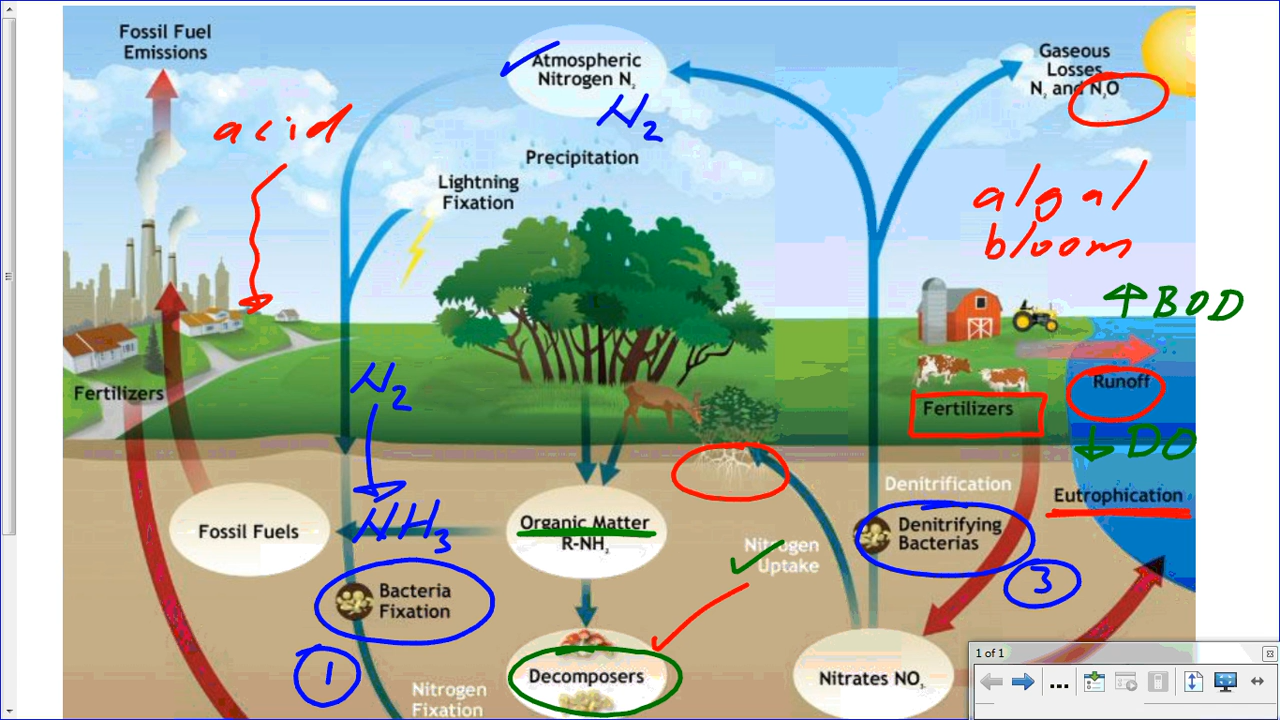 Fossil Fuel
Emissions
Atmospheric
Nitrogen N₂
N₂
Gaseous
Losses
N₂ and N₂O
acid
Precipitation
Lightning
Fixation
algal
bloom
↑ BOD
Fertilizers
N₂
NH₃
Fertilizers
Runoff
↓ DO
Eutrophication
Fossil Fuels
Organic Matter
R-NH₂
Nitrogen
Uptake
Denitrification
Denitrifying
Bacterias
3
Bacteria
Fixation
1
Decomposers
Nitrogen
Fixation
Nitrates NO₃-
1 of 1